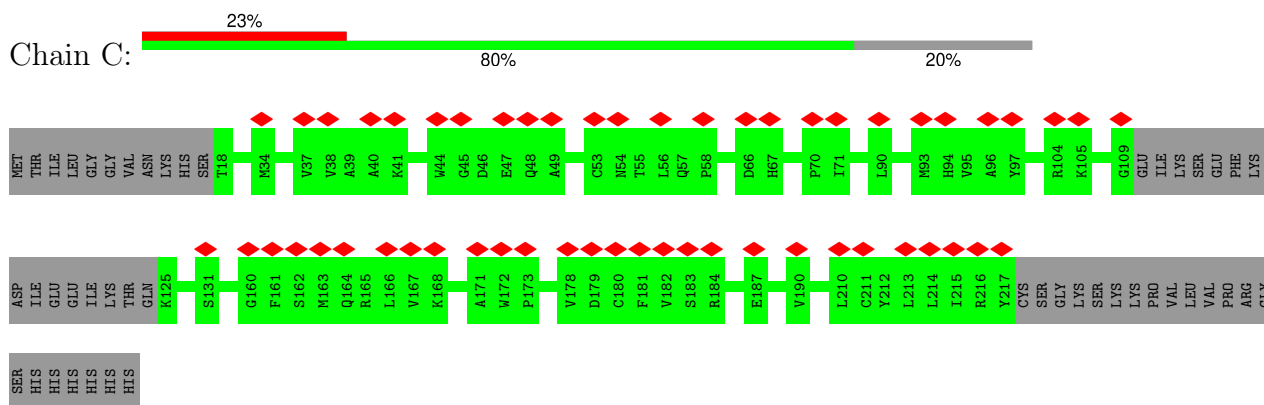 23%
Chain C:
80% 20%
MET THR ILE LEU GLY GLY VAL ASN LYS HIS SER T18 M34 V37 V38 A39 A40 K41 W44 G45 D46 E47 Q48 A49 C53 N54 T55 L56 Q57 P58 D66 H67 P70 I71 L90 M93 H94 V95 A96 Y97 R104 K105 G109 GLU ILE LYS SER GLU PHE LYS
ASP ILE GLU GLU ILE LYS THR GLN K125 S131 G160 F161 S162 M163 Q164 R165 L166 V167 K168 A171 W172 P173 V178 D179 C180 F181 V182 S183 R184 E187 V190 L210 C211 Y212 L213 L214 I215 R216 Y217 CYS SER GLY LYS SER LYS LYS PRO VAL LEU VAL PRO ARG GLY
SER HIS HIS HIS HIS HIS HIS